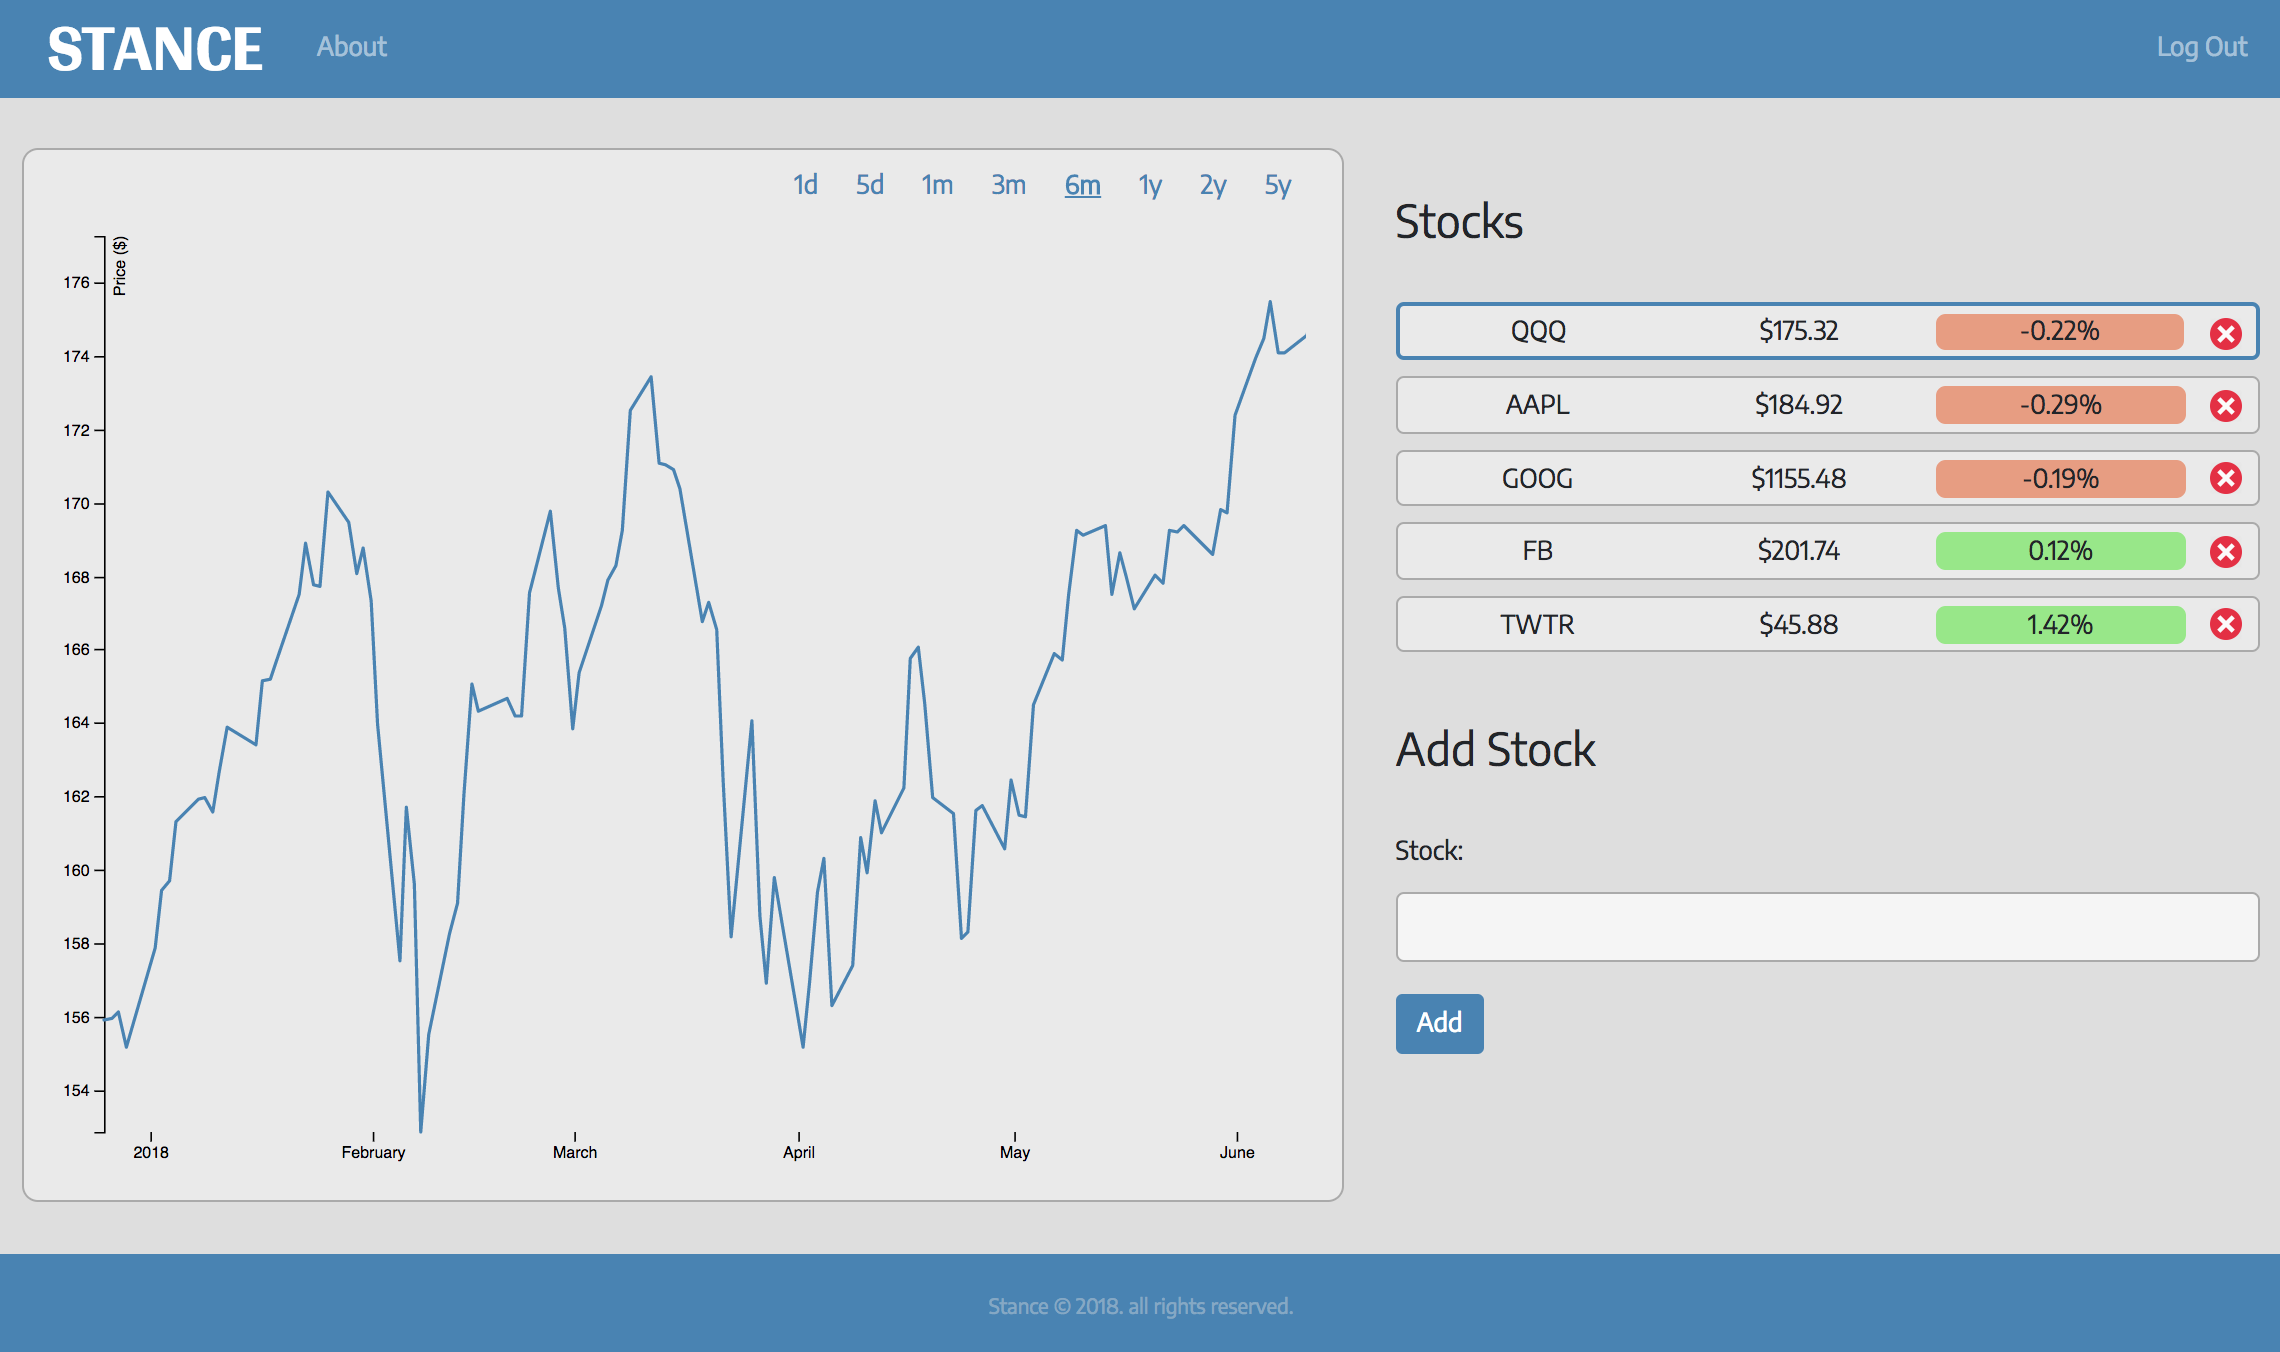 STANCE About Log Out
1d 5d 1m 3m 6m 1y 2y 5y
Price ($)
176
174
172
170
168
166
164
162
160
158
156
154
2018 February March April May June
Stocks
QQQ $175.32 -0.22%
AAPL $184.92 -0.29%
GOOG $1155.48 -0.19%
FB $201.74 0.12%
TWTR $45.88 1.42%
Add Stock
Stock:
Add
Stance © 2018. all rights reserved.